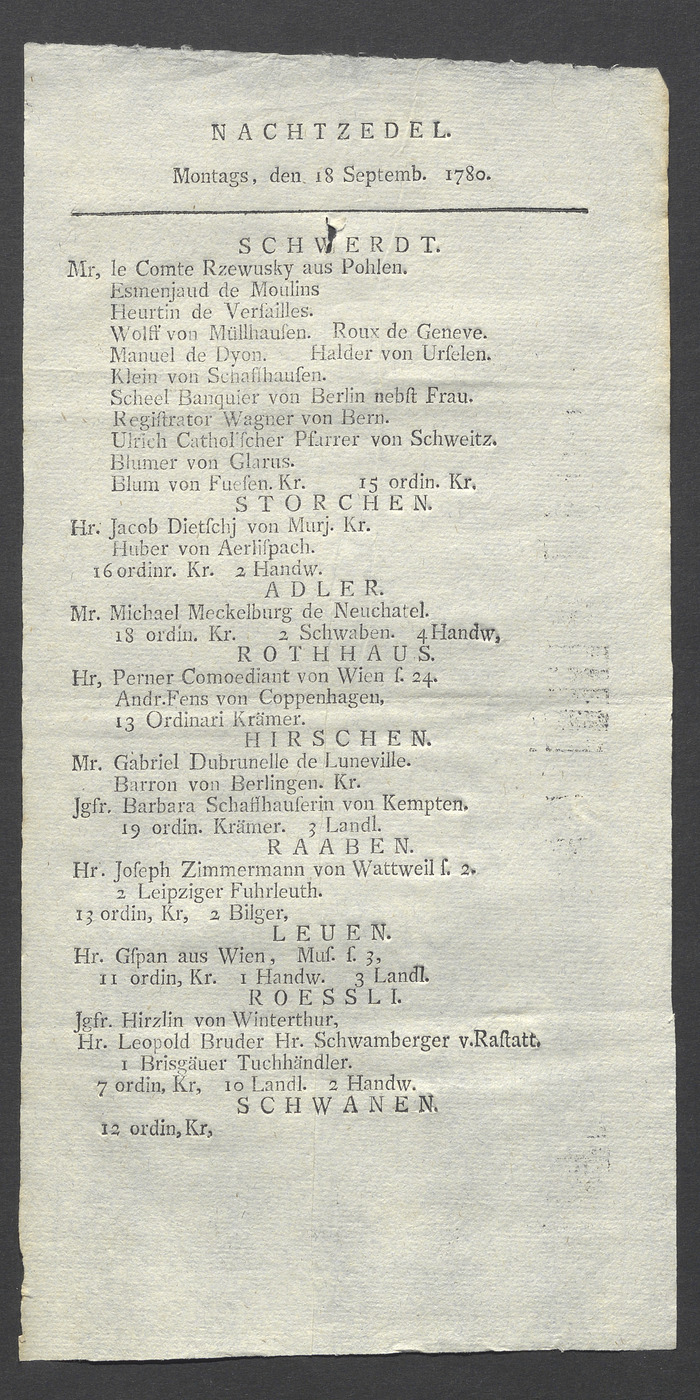 NACHTZEDEL.
Montags, den 18 Septemb. 1780.
SCHWERDT.
Mr, le Comte Rzewusky aus Pohlen.
Esmenjaud de Moulins
Heurtin de Verſailles.
Wolff von Müllhauſen. Roux de Geneve.
Manuel de Dyon. Halder von Urſelen.
Klein von Schaffhauſen.
Scheel Banquier von Berlin nebſt Frau.
Regiſtrator Wagner von Bern.
Ulrich Catholiſcher Pfarrer von Schweitz.
Blumer von Glarus.
Blum von Fueſen. Kr. 15 ordin. Kr.
STORCHEN.
Hr. Jacob Dietſchj von Murj. Kr.
Huber von Aerliſpach.
16 ordinr. Kr. 2 Handw.
ADLER.
Mr. Michael Meckelburg de Neuchatel.
18 ordin. Kr. 2 Schwaben. 4 Handw,
ROTHHAUS.
Hr, Perner Comoediant von Wien ſ. 24.
Andr. Fens von Coppenhagen,
13 Ordinari Krämer.
HIRSCHEN.
Mr. Gabriel Dubrunelle de Luneville.
Barron von Berlingen. Kr.
Jgfr. Barbara Schaffhauſerin von Kempten.
19 ordin. Krämer. 3 Landl.
RAABEN.
Hr. Joſeph Zimmermann von Wattweil ſ. 2.
2 Leipziger Fuhrleuth.
13 ordin, Kr, 2 Bilger,
LEUEN.
Hr. Gſpan aus Wien, Muſ. ſ. 3,
11 ordin, Kr. 1 Handw. 3 Landl.
ROESSLI.
Jgfr. Hirzlin von Winterthur,
Hr. Leopold Bruder Hr. Schwamberger v. Raſtatt.
1 Brisgäuer Tuchhändler.
7 ordin, Kr, 10 Landl. 2 Handw.
SCHWANEN.
12 ordin, Kr,